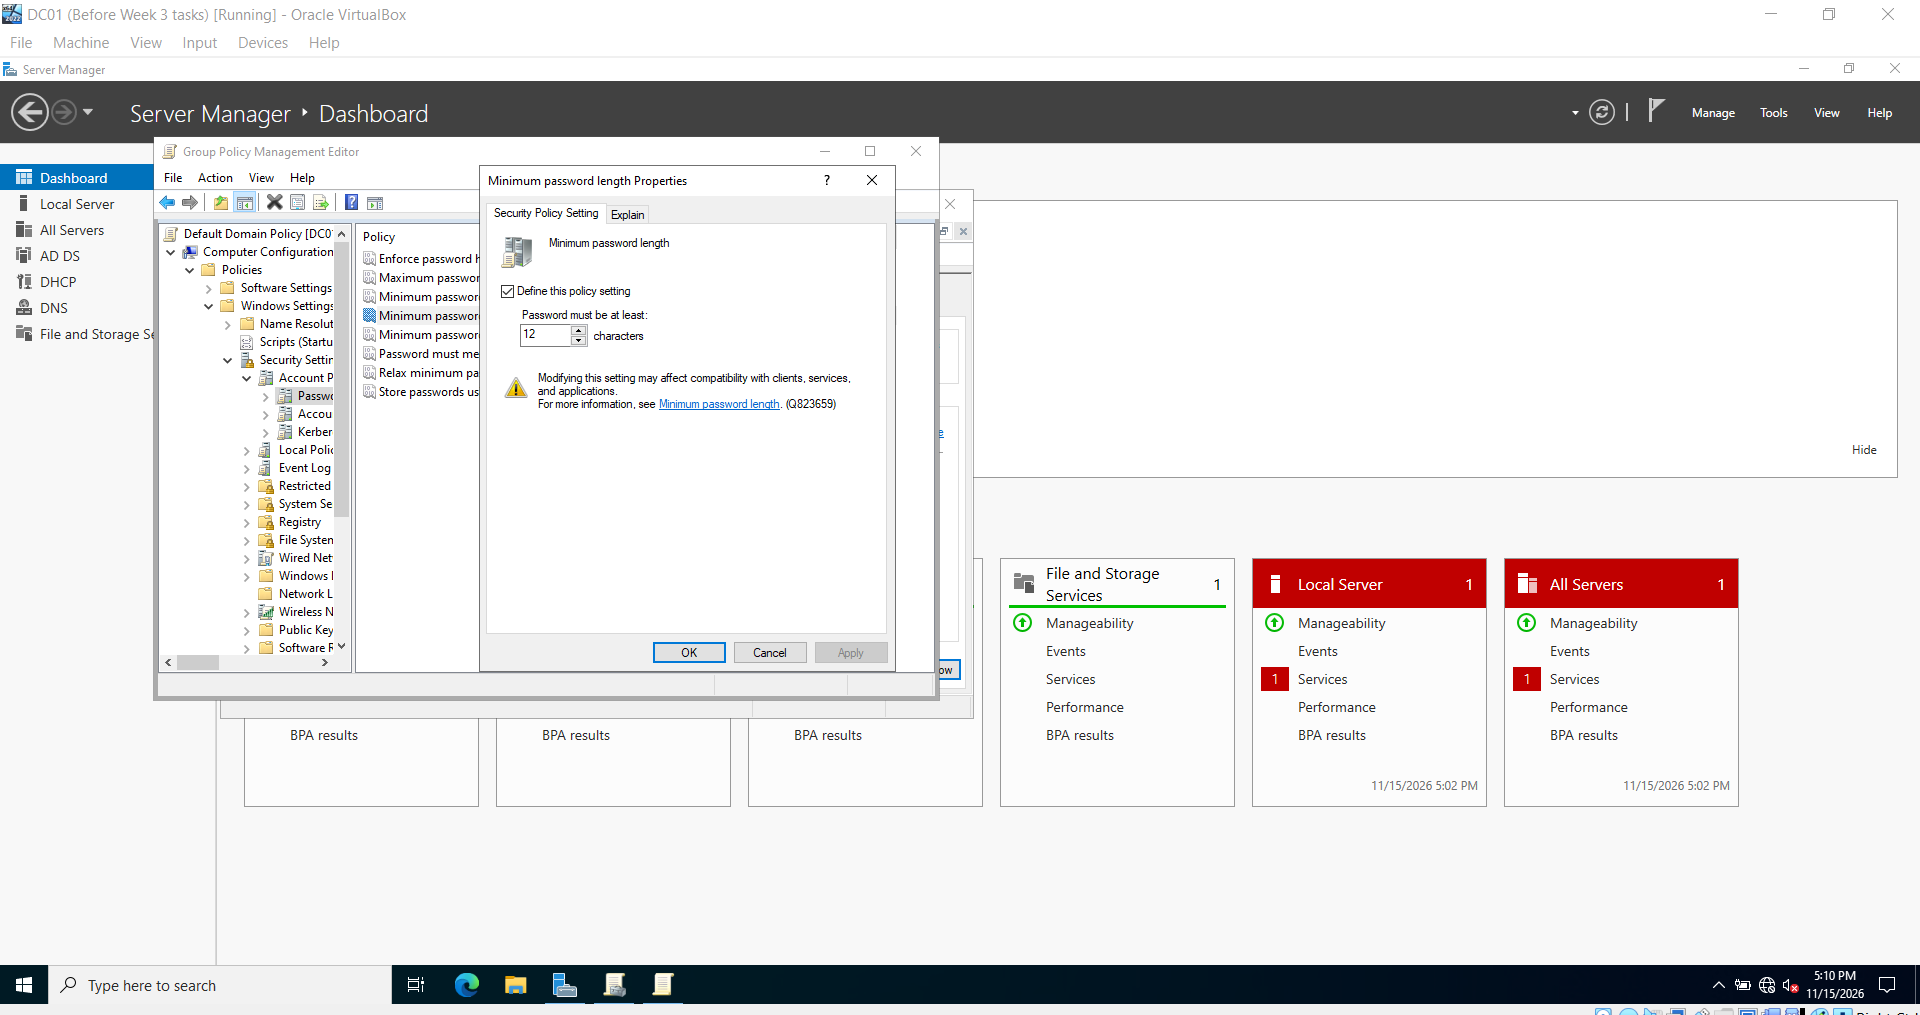 DC01 (Before Week 3 tasks) [Running] - Oracle VirtualBox
File Machine View Input Devices Help
Server Manager
Server Manager Dashboard
Manage Tools View Help
Dashboard
Local Server
All Servers
AD DS
DHCP
DNS
File and Storage Se
Group Policy Management Editor
File Action View Help
Default Domain Policy [DC01
Computer Configuration
Policies
Software Settings
Windows Settings
Name Resolut
Scripts (Startu
Security Settin
Account P
Passwo
Accou
Kerber
Local Polic
Event Log
Restricted
System Se
Registry
File System
Wired Net
Windows
Network L
Wireless N
Public Key
Software R
Policy
Enforce password h
Maximum passwor
Minimum passwor
Minimum passwor
Minimum passwor
Password must me
Relax minimum pa
Store passwords us
Minimum password length Properties
?
Security Policy Setting Explain
Minimum password length
Define this policy setting
Password must be at least:
12 characters
Modifying this setting may affect compatibility with clients, services,
and applications.
For more information, see Minimum password length. (Q823659)
OK Cancel Apply
e
ow
Hide
BPA results
BPA results
BPA results
File and Storage
Services 1
Manageability
Events
Services
Performance
BPA results
Local Server 1
Manageability
Events
1 Services
Performance
BPA results
11/15/2026 5:02 PM
All Servers 1
Manageability
Events
1 Services
Performance
BPA results
11/15/2026 5:02 PM
Type here to search
5:10 PM
11/15/2026